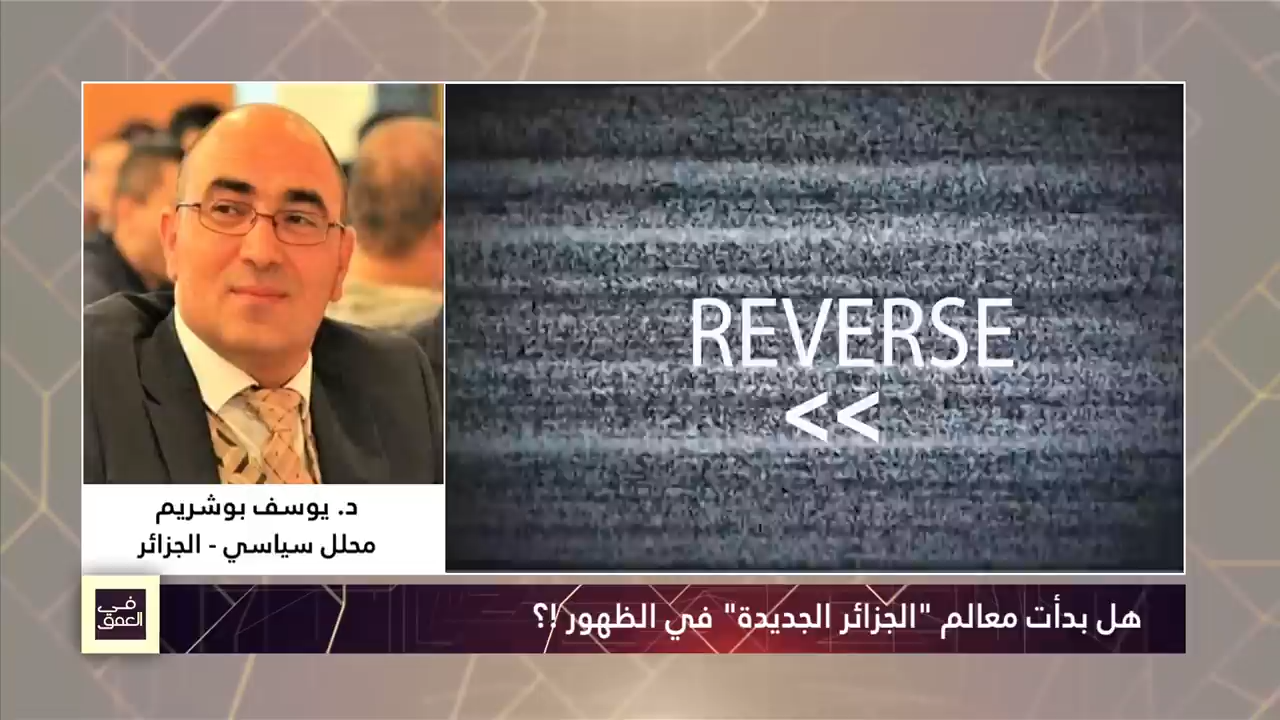 REVERSE
<<
د. يوسف بوشريم
محلل سياسي - الجزائر
هل بدأت معالم "الجزائر الجديدة" في الظهور !؟
في
العمق